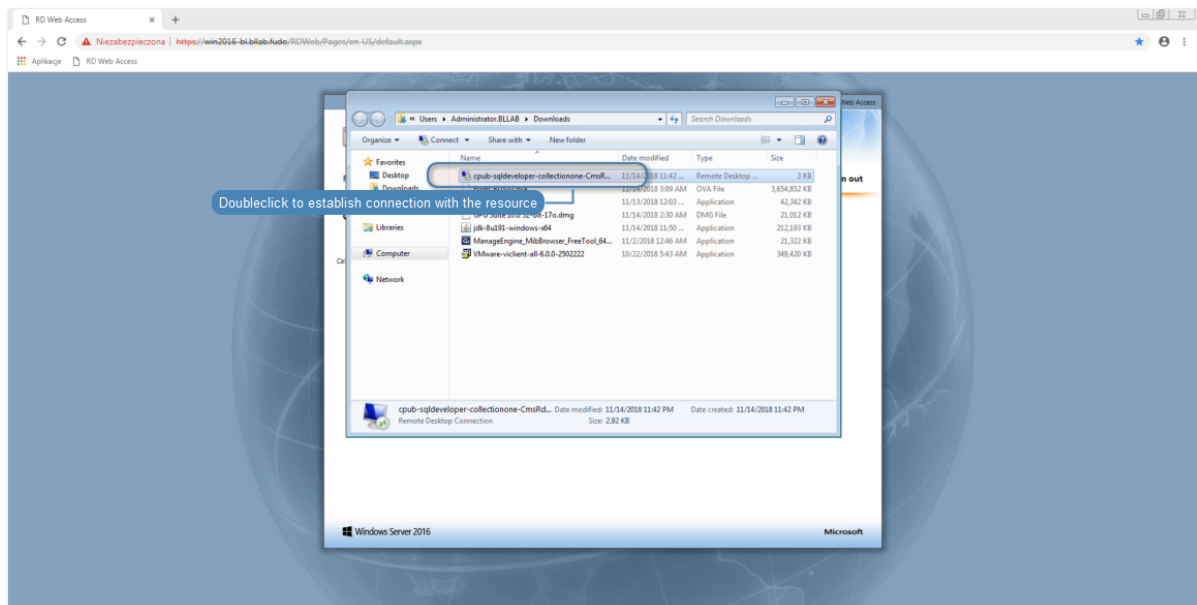 RD Web Access
Niezabezpieczona | https://win2016-bl.bllab.fudo/RDWeb/Pages/en-US/default.aspx
Aplikacje RD Web Access
Web Access
« Users ▸ Administrator.BLLAB ▸ Downloads
Search Downloads
Organize Connect Share with New folder
Name Date modified Type Size
Favorites
Desktop
Downloads
Libraries
Computer
Network
cpub-sqldeveloper-collectionone-CmsR... 11/14/2018 11:42 ... Remote Desktop ... 3 KB
11/14/2018 3:09 AM OVA File 3,654,852 KB
11/13/2018 12:03 ... Application 42,342 KB
11/14/2018 2:30 AM DMG File 21,012 KB
jdk-8u191-windows-x64 11/14/2018 11:50 ... Application 212,193 KB
ManageEngine_MibBrowser_FreeTool_64... 11/2/2018 12:46 AM Application 21,322 KB
VMware-viclient-all-6.0.0-2502222 10/22/2018 5:43 AM Application 349,420 KB
Doubleclick to establish connection with the resource
n out
cpub-sqldeveloper-collectionone-CmsRd... Date modified: 11/14/2018 11:42 PM Date created: 11/14/2018 11:42 PM
Remote Desktop Connection Size: 2.92 KB
Windows Server 2016
Microsoft